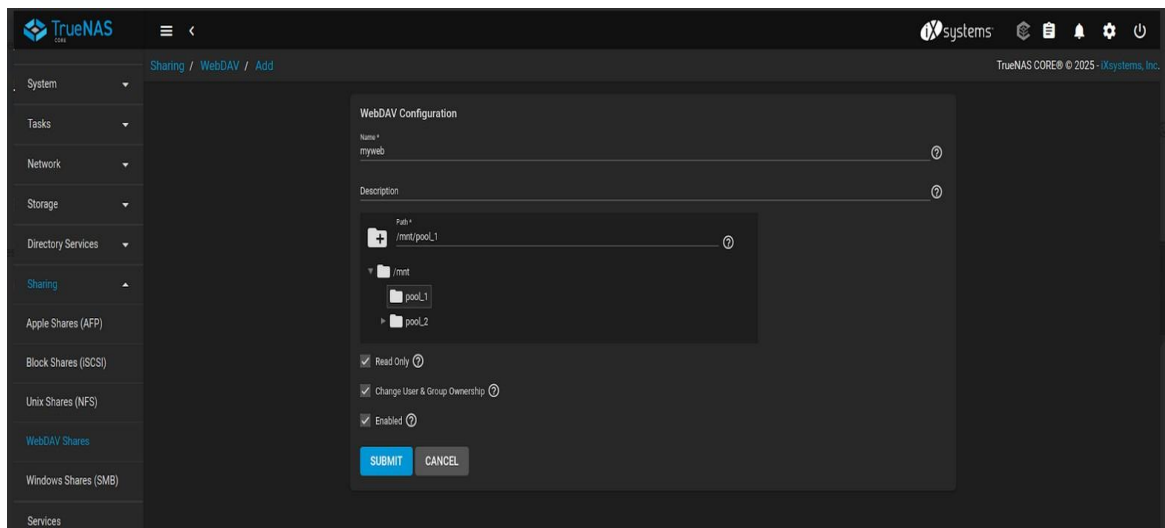 TrueNAS
CORE
iXsystems
Sharing / WebDAV / Add
TrueNAS CORE® © 2025 - iXsystems, Inc.
System
Tasks
Network
Storage
Directory Services
Sharing
Apple Shares (AFP)
Block Shares (iSCSI)
Unix Shares (NFS)
WebDAV Shares
Windows Shares (SMB)
Services
WebDAV Configuration
Name *
myweb
Description
Path *
/mnt/pool_1
/mnt
pool_1
pool_2
Read Only
Change User & Group Ownership
Enabled
SUBMIT CANCEL